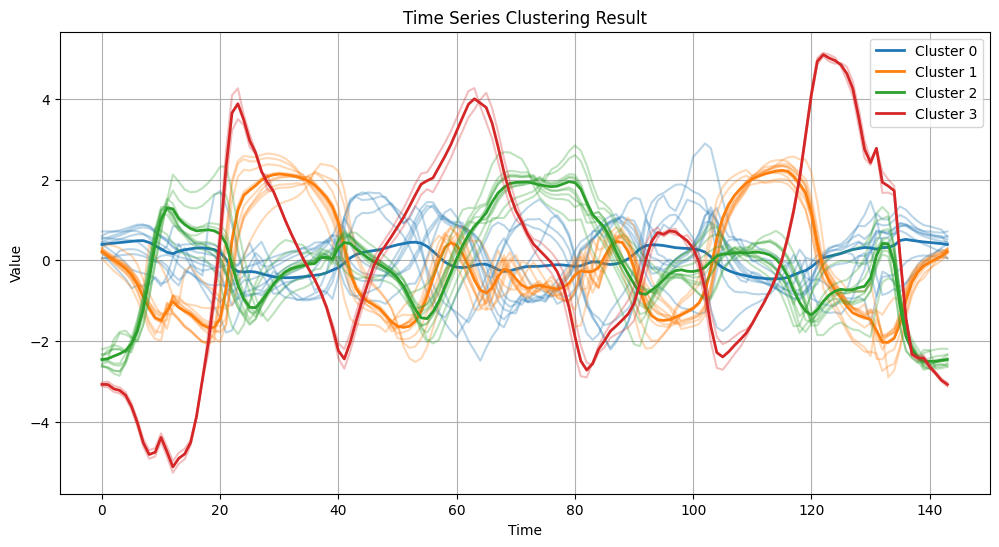 Time Series Clustering Result
Cluster 0
Cluster 1
Cluster 2
Cluster 3
Value
4
2
0
−2
−4
0 20 40 60 80 100 120 140
Time